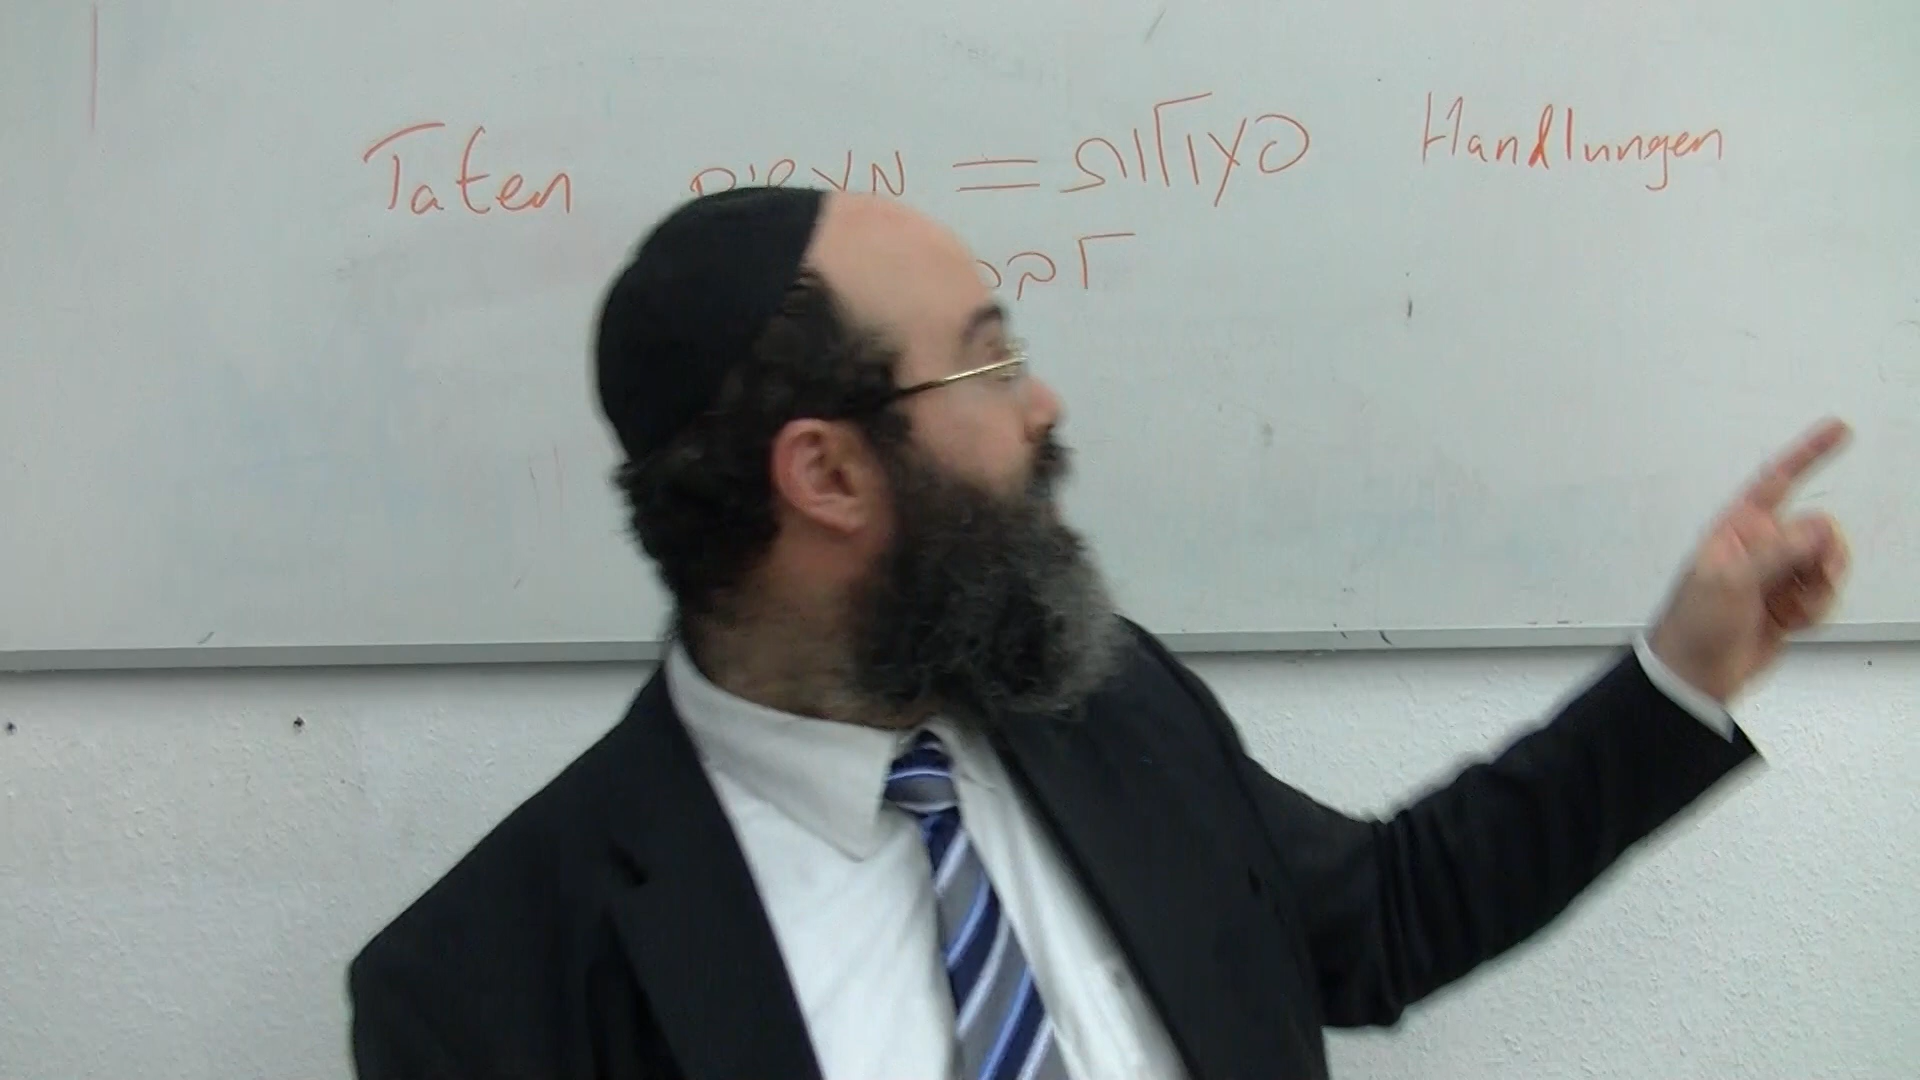 Taten מעשים = פעולות Handlungen